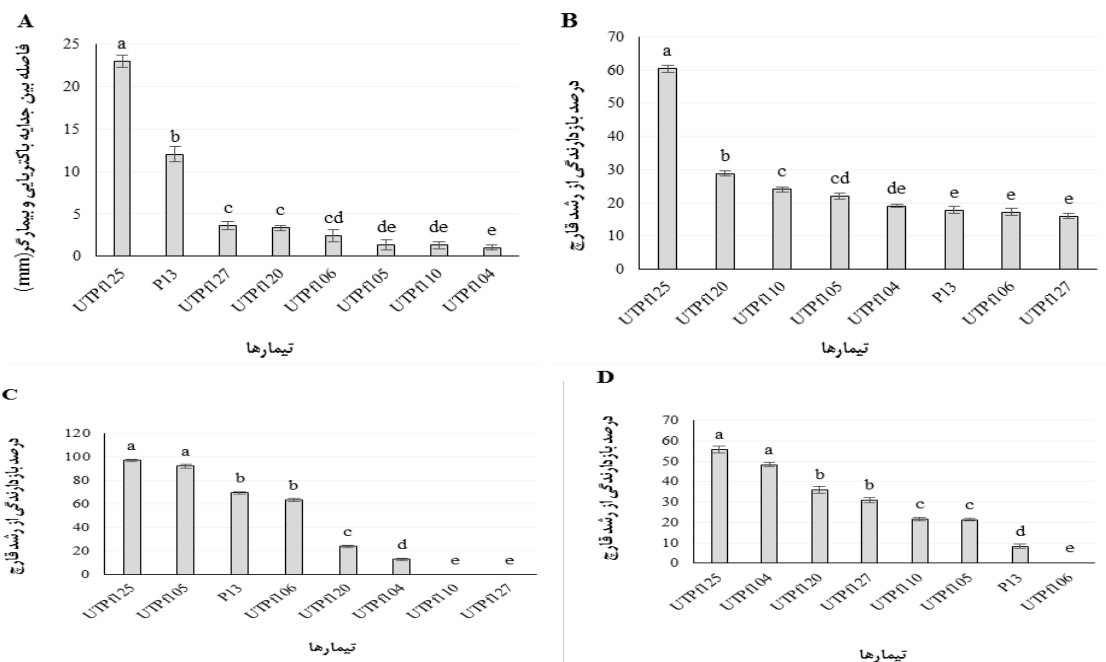 A
فاصله بین جدایه باکتریایی و بیمارگر(mm)
25
20
15
10
5
0
a
b
c
c
cd
de
de
e
UTPf125
P13
UTPf127
UTPf120
UTPf106
UTPf105
UTPf110
UTPf104
تیمارها
B
درصد بازدارندگی از رشد قارچ
70
60
50
40
30
20
10
0
a
b
c
cd
de
e
e
e
UTPf125
UTPf120
UTPf110
UTPf105
UTPf104
P13
UTPf106
UTPf127
تیمارها
C
درصد بازدارندگی از رشد قارچ
120
100
80
60
40
20
0
a
a
b
b
c
d
e
e
UTPf125
UTPf105
P13
UTPf106
UTPf120
UTPf104
UTPf110
UTPf127
تیمارها
D
درصد بازدارندگی از رشد قارچ
70
60
50
40
30
20
10
0
a
a
b
b
c
c
d
e
UTPf125
UTPf104
UTPf120
UTPf127
UTPf110
UTPf105
P13
UTPf106
تیمارها